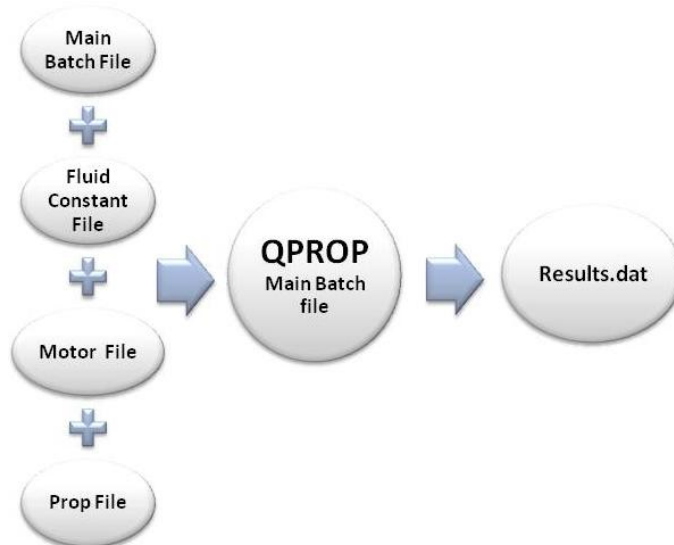 Main
Batch File
Fluid
Constant
File
Motor File
Prop File
QPROP
Main Batch
file
Results.dat